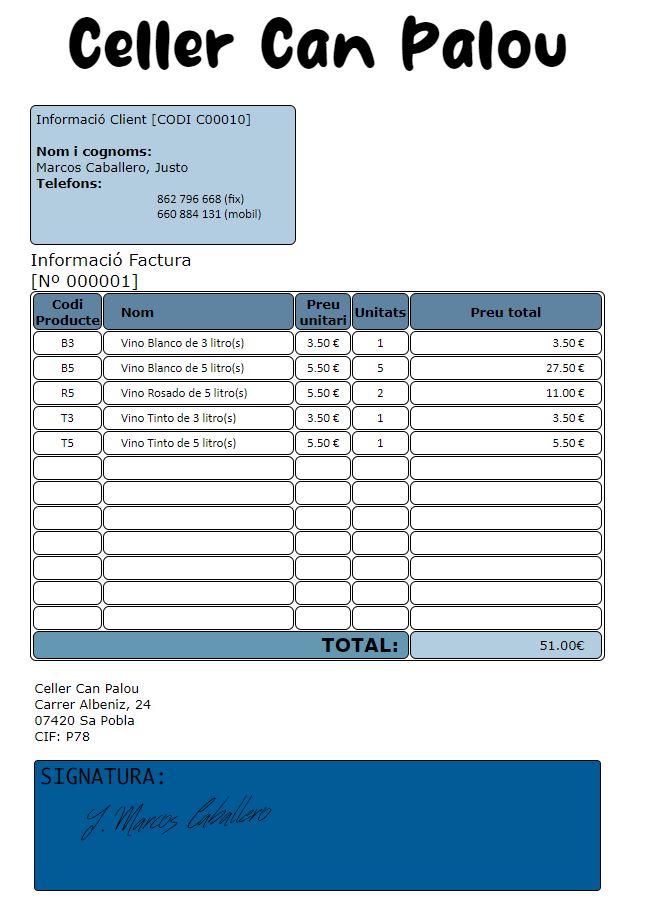 Celler Can Palou
Informació Client [CODI C00010]
Nom i cognoms:
Marcos Caballero, Justo
Telefons:
862 796 668 (fix)
660 884 131 (mobil)
Informació Factura
[Nº 000001]
Codi Producte Nom Preu unitari Unitats Preu total
B3 Vino Blanco de 3 litro(s) 3.50 € 1 3.50 €
B5 Vino Blanco de 5 litro(s) 5.50 € 5 27.50 €
R5 Vino Rosado de 5 litro(s) 5.50 € 2 11.00 €
T3 Vino Tinto de 3 litro(s) 3.50 € 1 3.50 €
T5 Vino Tinto de 5 litro(s) 5.50 € 1 5.50 €
TOTAL: 51.00€
Celler Can Palou
Carrer Albeniz, 24
07420 Sa Pobla
CIF: P78
SIGNATURA:
J. Marcos Caballero